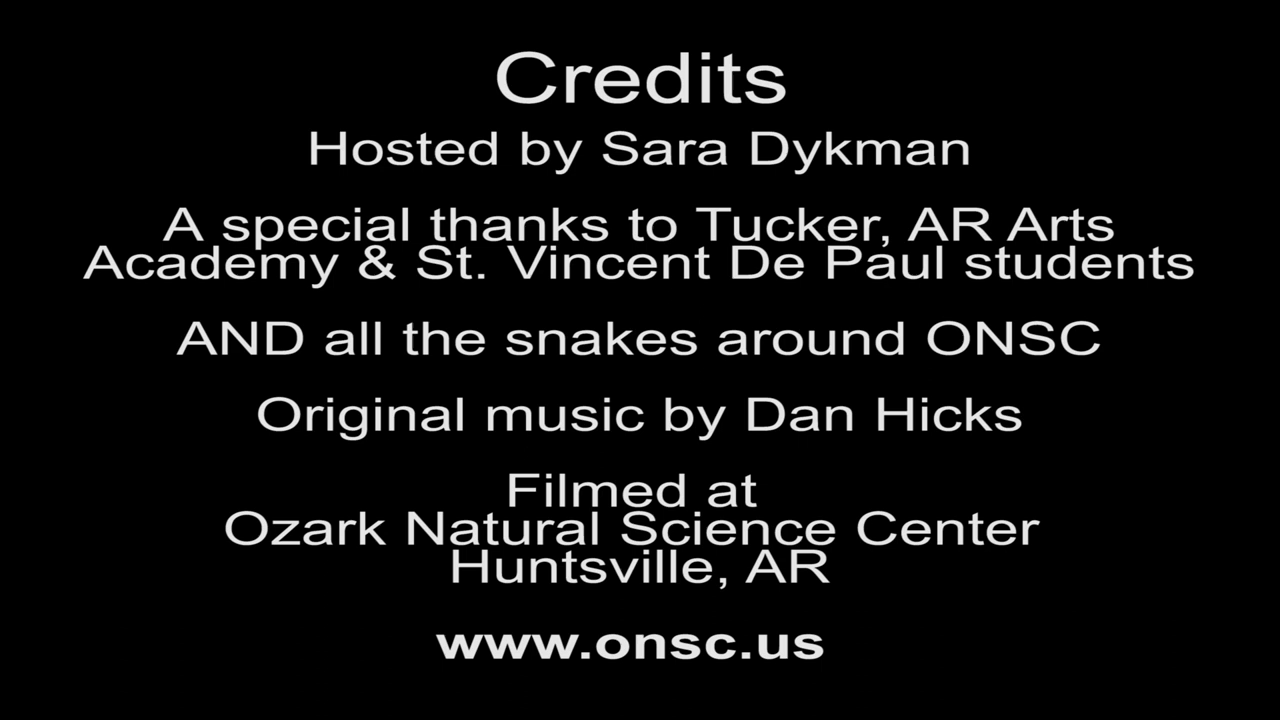 Credits
Hosted by Sara Dykman
A special thanks to Tucker, AR Arts
Academy & St. Vincent De Paul students
AND all the snakes around ONSC
Original music by Dan Hicks
Filmed at
Ozark Natural Science Center
Huntsville, AR
www.onsc.us